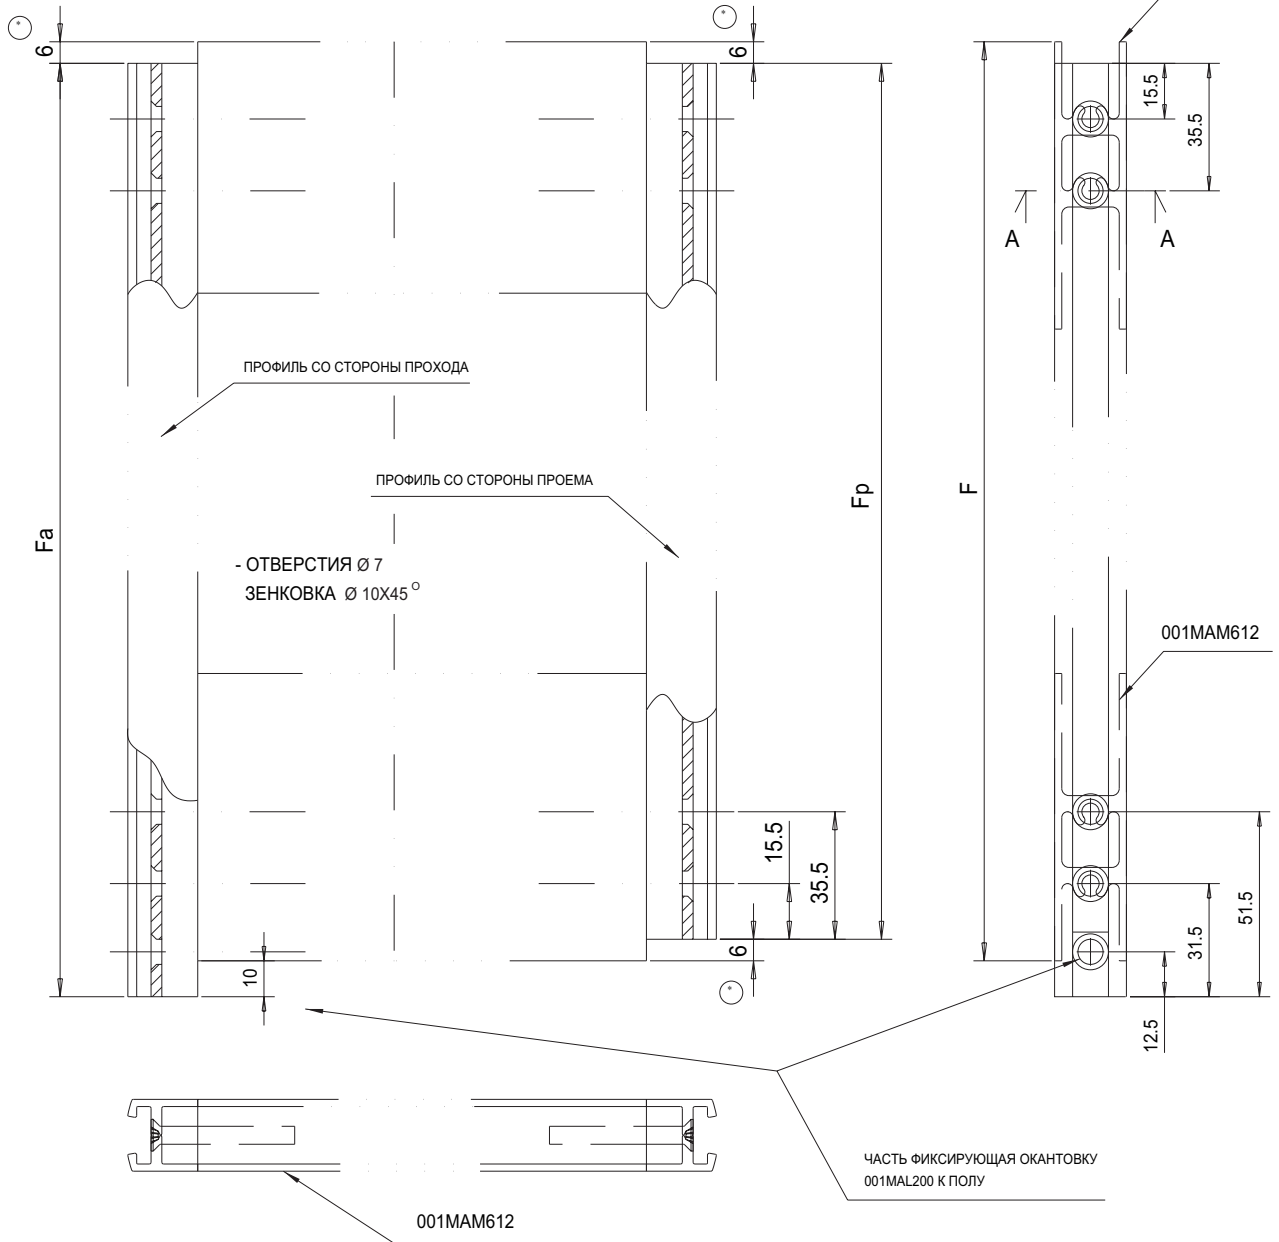 *
*
6
6
15.5
35.5
A
A
ПРОФИЛЬ СО СТОРОНЫ ПРОХОДА
ПРОФИЛЬ СО СТОРОНЫ ПРОЕМА
Fa
Fp
F
- ОТВЕРСТИЯ Ø 7
ЗЕНКОВКА Ø 10X45 O
001MAM612
15.5
35.5
6
10
*
51.5
31.5
12.5
ЧАСТЬ ФИКСИРУЮЩАЯ ОКАНТОВКУ
001MAL200 К ПОЛУ
001MAM612